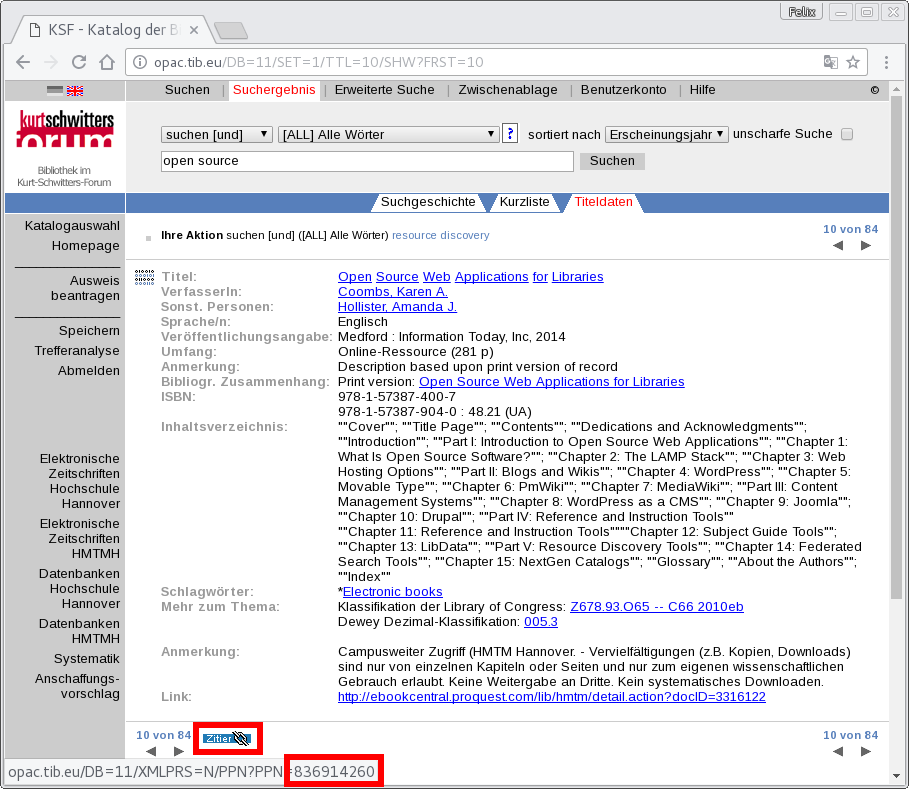 Felix
KSF - Katalog der B
opac.tib.eu/DB=11/SET=1/TTL=10/SHW?FRST=10
Suchen | Suchergebnis | Erweiterte Suche | Zwischenablage | Benutzerkonto | Hilfe ©
kurtschwitters
forum
Bibliothek im
Kurt-Schwitters-Forum
suchen [und] [ALL] Alle Wörter ? sortiert nach Erscheinungsjahr unscharfe Suche
open source Suchen
Suchgeschichte Kurzliste Titeldaten
Katalogauswahl
Homepage
Ausweis
beantragen
Speichern
Trefferanalyse
Abmelden
Elektronische
Zeitschriften
Hochschule
Hannover
Elektronische
Zeitschriften
HMTMH
Datenbanken
Hochschule
Hannover
Datenbanken
HMTMH
Systematik
Anschaffungs-
vorschlag
Ihre Aktion suchen [und] ([ALL] Alle Wörter) resource discovery
10 von 84
Titel: Open Source Web Applications for Libraries
VerfasserIn: Coombs, Karen A.
Sonst. Personen: Hollister, Amanda J.
Sprache/n: Englisch
Veröffentlichungsangabe: Medford : Information Today, Inc, 2014
Umfang: Online-Ressource (281 p)
Anmerkung: Description based upon print version of record
Bibliogr. Zusammenhang: Print version: Open Source Web Applications for Libraries
ISBN: 978-1-57387-400-7
978-1-57387-904-0 : 48.21 (UA)
Inhaltsverzeichnis: ""Cover""; ""Title Page""; ""Contents""; ""Dedications and Acknowledgments"";
""Introduction""; ""Part I: Introduction to Open Source Web Applications""; ""Chapter 1:
What Is Open Source Software?""; ""Chapter 2: The LAMP Stack""; ""Chapter 3: Web
Hosting Options""; ""Part II: Blogs and Wikis""; ""Chapter 4: WordPress""; ""Chapter 5:
Movable Type""; ""Chapter 6: PmWiki""; ""Chapter 7: MediaWiki""; ""Part III: Content
Management Systems""; ""Chapter 8: WordPress as a CMS""; ""Chapter 9: Joomla"";
""Chapter 10: Drupal""; ""Part IV: Reference and Instruction Tools""
""Chapter 11: Reference and Instruction Tools""""Chapter 12: Subject Guide Tools"";
""Chapter 13: LibData""; ""Part V: Resource Discovery Tools""; ""Chapter 14: Federated
Search Tools""; ""Chapter 15: NextGen Catalogs""; ""Glossary""; ""About the Authors"";
""Index""
Schlagwörter: *Electronic books
Mehr zum Thema: Klassifikation der Library of Congress: Z678.93.O65 -- C66 2010eb
Dewey Dezimal-Klassifikation: 005.3
Anmerkung: Campusweiter Zugriff (HMTM Hannover. - Vervielfältigungen (z.B. Kopien, Downloads)
sind nur von einzelnen Kapiteln oder Seiten und nur zum eigenen wissenschaftlichen
Gebrauch erlaubt. Keine Weitergabe an Dritte. Kein systematisches Downloaden.
Link: http://ebookcentral.proquest.com/lib/hmtm/detail.action?docID=3316122
10 von 84 Zitier 10 von 84
opac.tib.eu/DB=11/XMLPRS=N/PPN?PPN=836914260